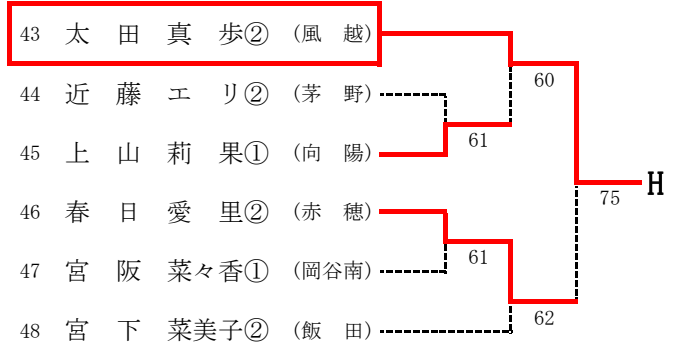 43 太田真歩② (風越)
60
44 近藤エリ② (茅野)
61
45 上山莉果① (向陽)
75 H
46 春日愛里② (赤穂)
61
47 宮阪菜々香① (岡谷南)
62
48 宮下菜美子② (飯田)